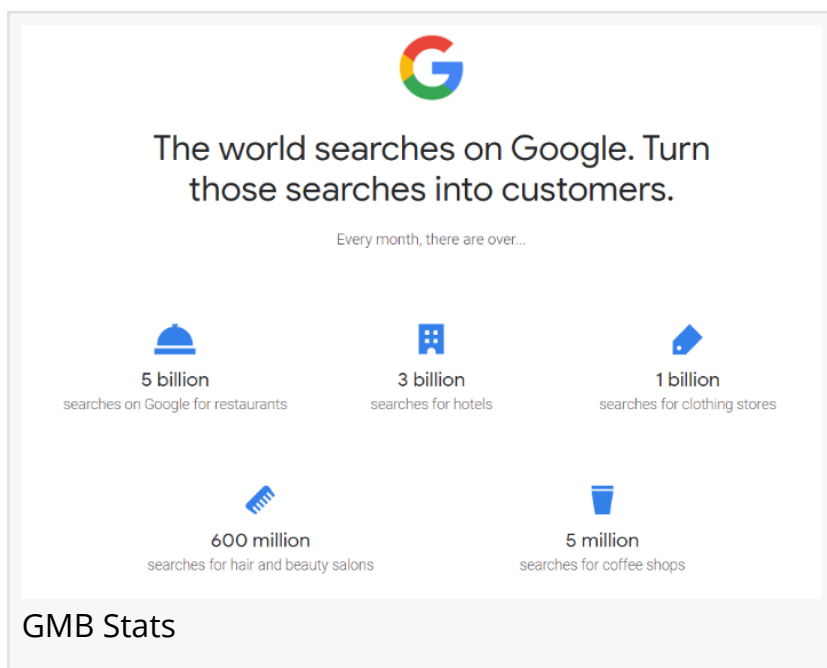 The world searches on Google. Turn
those searches into customers.
Every month, there are over...
5 billion
searches on Google for restaurants
3 billion
searches for hotels
1 billion
searches for clothing stores
600 million
searches for hair and beauty salons
5 million
searches for coffee shops
GMB Stats